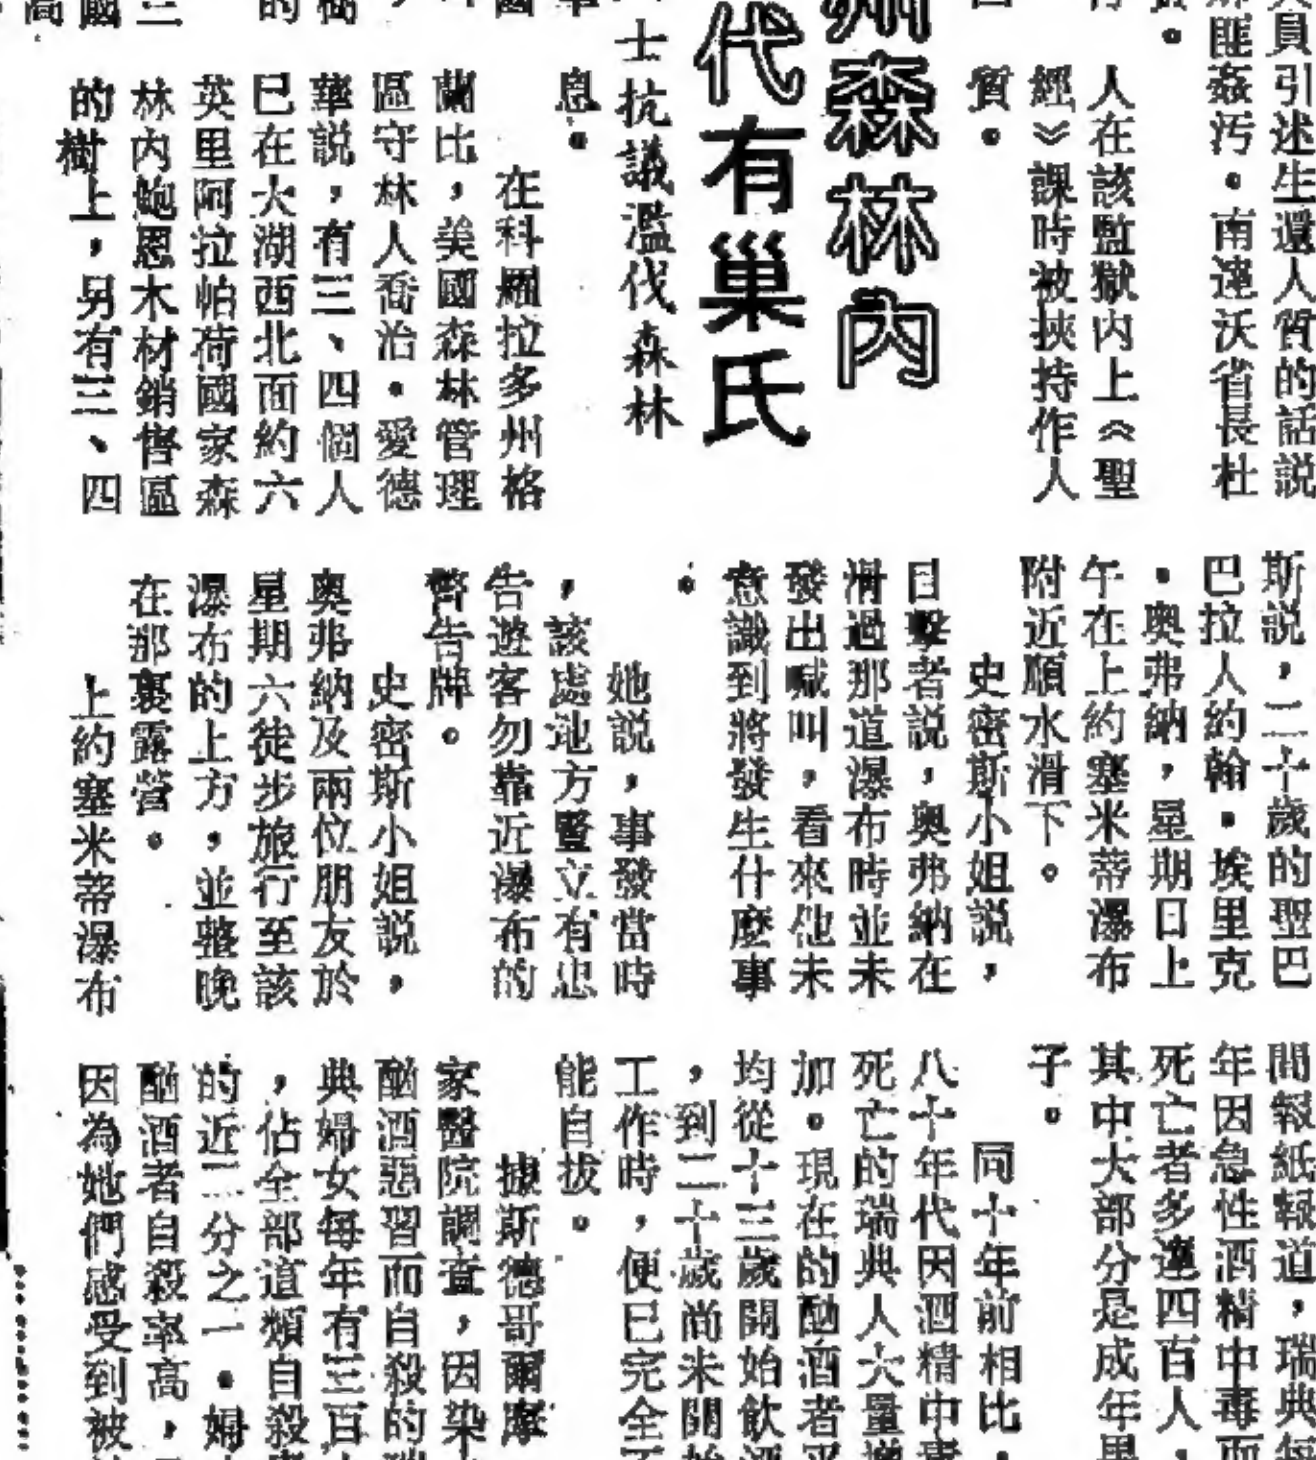 員引述生還人質的話説
匪姦污。南達沃省長杜
人在該監獄内上《聖
經》課時被挾持作人
質。
州森林內
代有巢氏
士抗議濫伐森林
息。
在科羅拉多州格
蘭比，美國森林管理
區守林人喬治•愛德
華説，有三、四個人
已在大湖西北面約六
英里阿拉帕荷國家森
林内鮑恩木材銷售區
的樹上，另有三、四
斯説，二十歲的聖巴
巴拉人約翰•埃里克
•奧弗納，星期日上
午在上約塞米蒂瀑布
附近順水滑下。
史密斯小姐説，
目擊者説，奧弗納在
滑過那道瀑布時並未
發出喊叫，看來他未
意識到將發生什麼事
。
她説，事發當時
，該處地方豎立有忠
告遊客勿靠近瀑布的
警告牌。
史密斯小姐説，
奧弗納及兩位朋友於
星期六徒步旅行至該
瀑布的上方，並整晚
在那裏露營。
上約塞米蒂瀑布
間報紙報道，瑞典每
年因急性酒精中毒而
死亡者多達四百人，
其中大部分是成年男
子。
同十年前相比，
八十年代因酒精中毒
死亡的瑞典人大量增
加。現在的酗酒者平
均從十三歲開始飲酒
，到二十歲尚未開始
工作時，便已完全不
能自拔。
據斯德哥爾摩
家醫院調查，因染
酗酒惡習而自殺的瑞
典婦女每年有三百
，佔全部這類自殺
的近二分之一。婦
酗酒者自殺率高，
因為她們感受到被